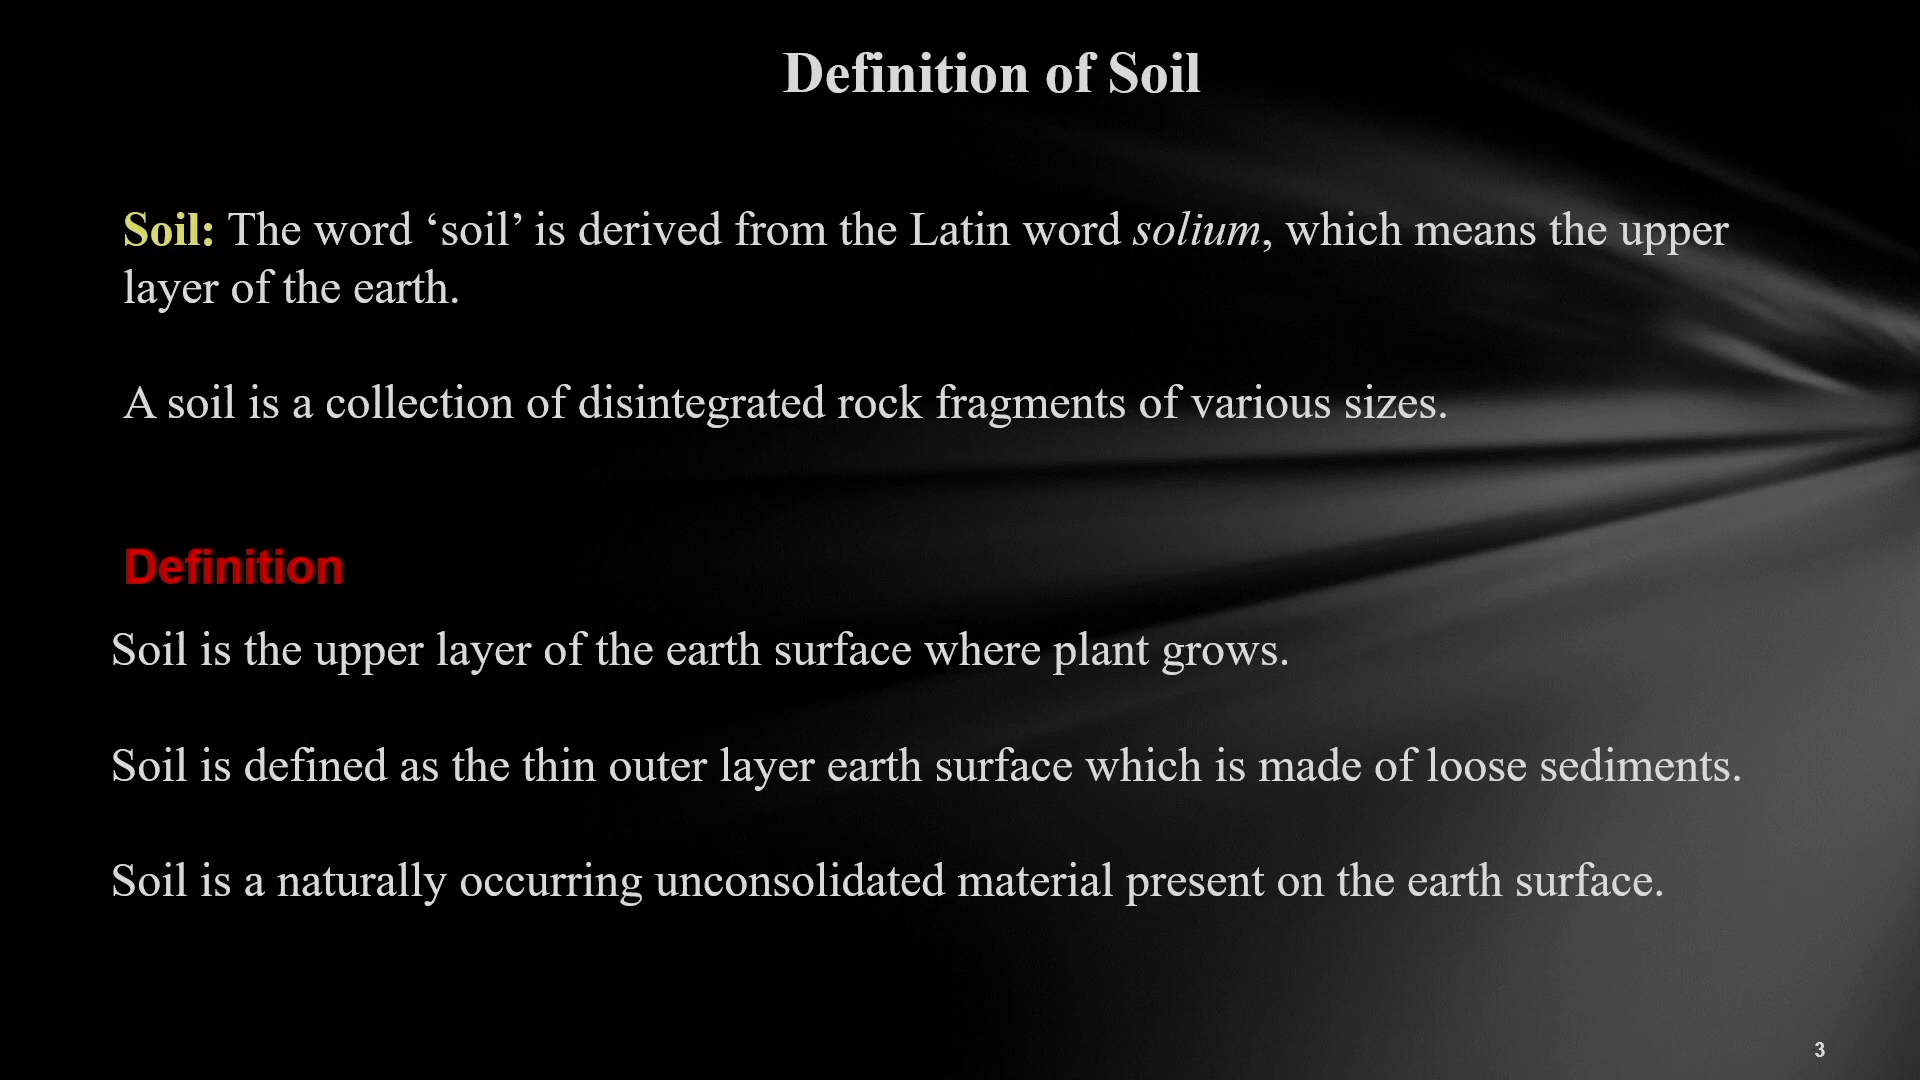 Definition of Soil
Soil: The word ‘soil’ is derived from the Latin word solium, which means the upper
layer of the earth.
A soil is a collection of disintegrated rock fragments of various sizes.
Definition
Soil is the upper layer of the earth surface where plant grows.
Soil is defined as the thin outer layer earth surface which is made of loose sediments.
Soil is a naturally occurring unconsolidated material present on the earth surface.
3